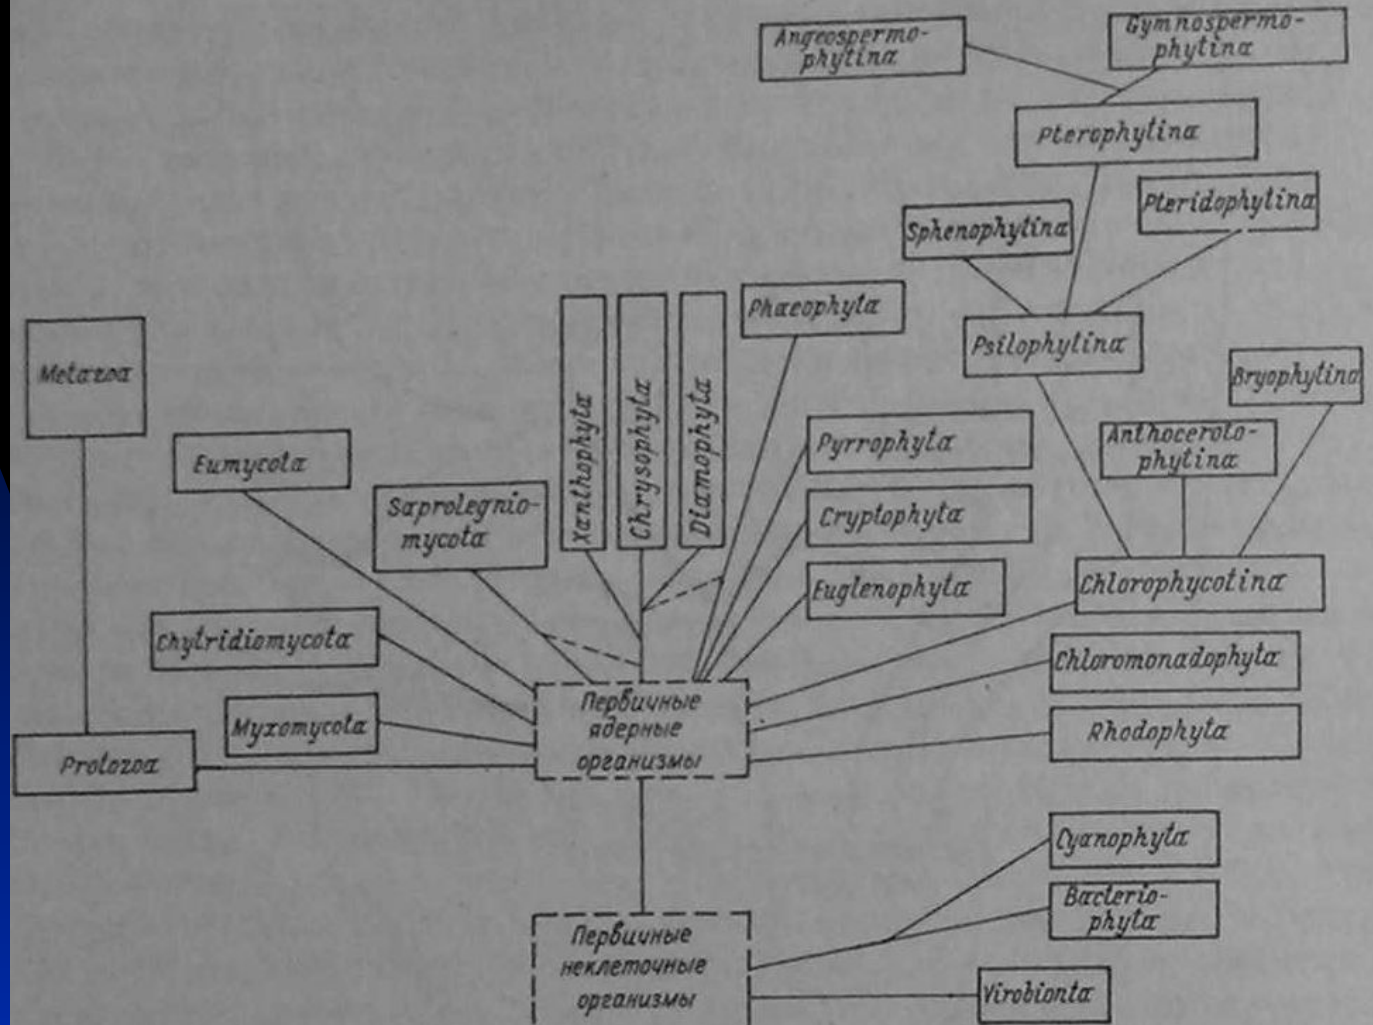 Angeospermo-
phytina
Gymnospermo-
phytina
Pterophytina
Pteridophytina
Sphenophytina
Phaeophyta
Psilophytina
Metazoa
Bryophytina
Xanthophyta
Chrysophyta
Diamophyta
Eumycota
Pyrrophyta
Anthoceroto-
phytina
Saprolegnio-
mycota
Cryptophyta
Euglenophyta
Chlorophycotina
Chytridiomycota
Chloromonadophyta
Myxomycota
Первичные
ядерные
организмы
Rhodophyta
Protozoa
Cyanophyta
Bacterio-
phyta
Первичные
неклеточные
организмы
Virobionta